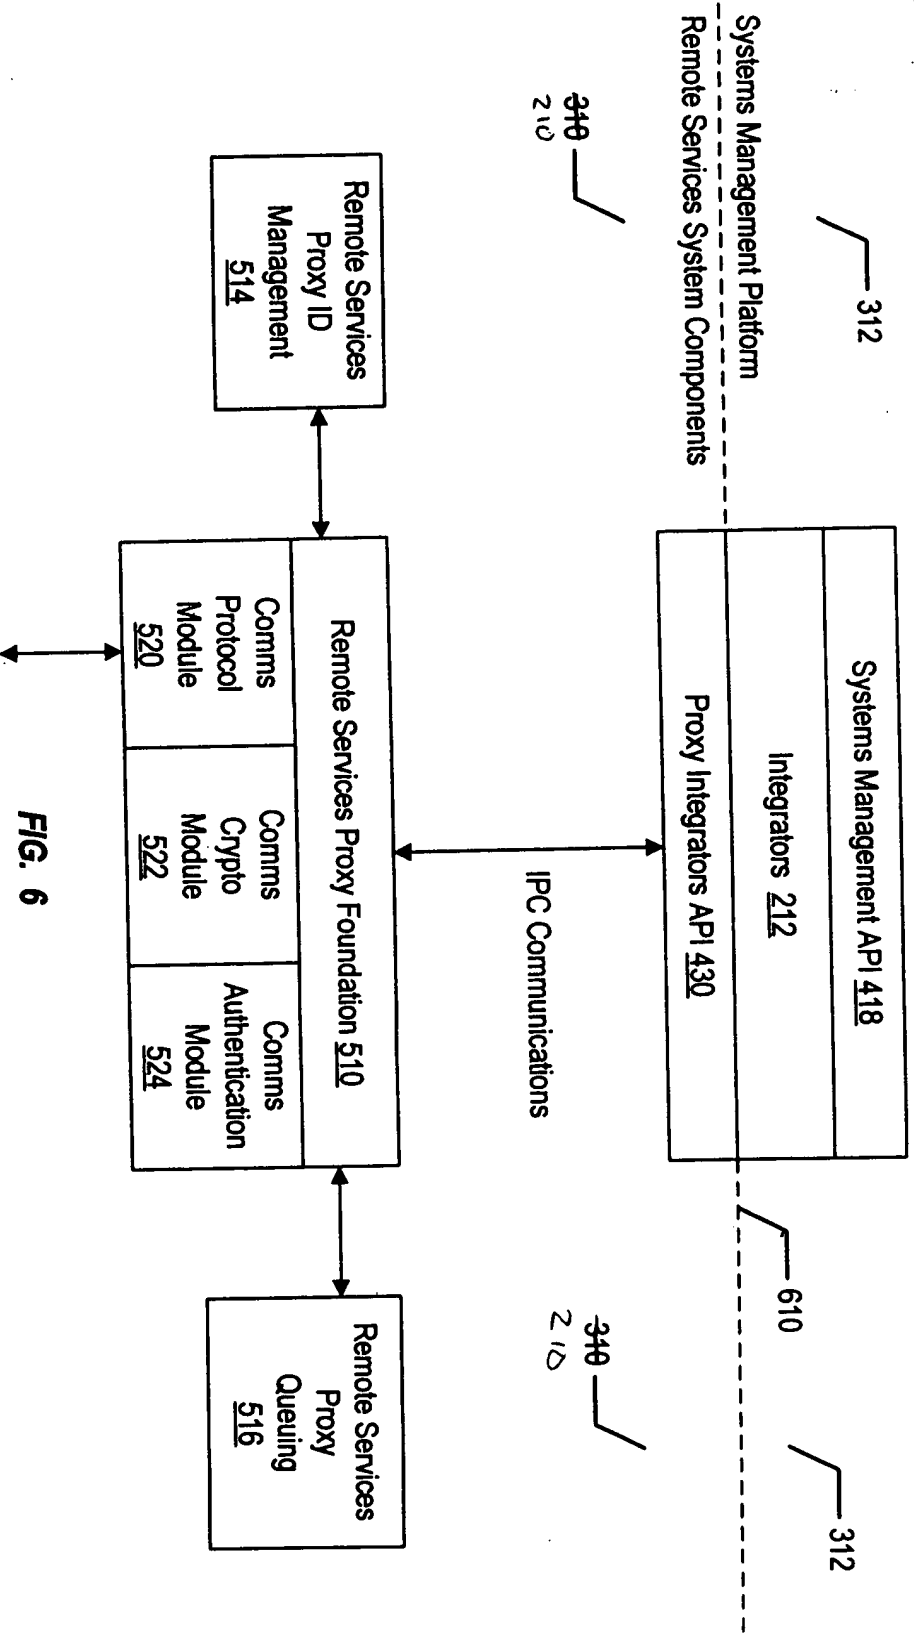 312
312
Systems Management API 418
Systems Management Platform
Integrators 212
610
Remote Services System Components
Proxy Integrators API 430
310
210
310
210
IPC Communications
Remote Services
Proxy ID
Management
514
Remote Services Proxy Foundation 510
Comms
Protocol
Module
520
Comms
Crypto
Module
522
Comms
Authentication
Module
524
Remote Services
Proxy
Queuing
516
FIG. 6